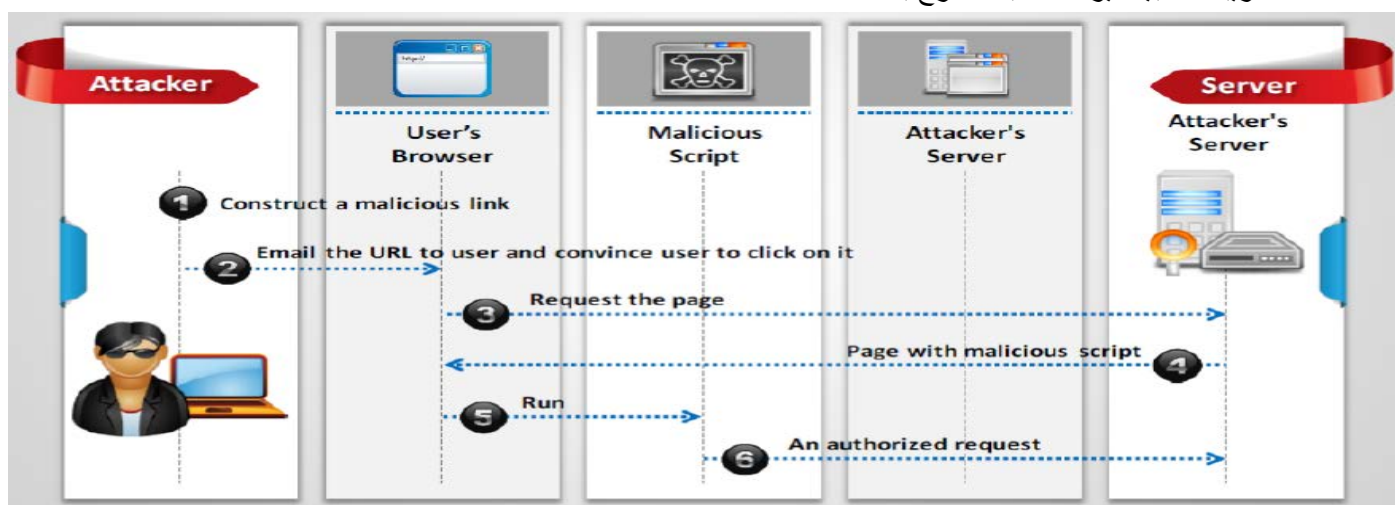 Attacker
Server
User's
Browser
Malicious
Script
Attacker's
Server
Attacker's
Server
1 Construct a malicious link
2 Email the URL to user and convince user to click on it
3 Request the page
Page with malicious script 4
5 Run
6 An authorized request